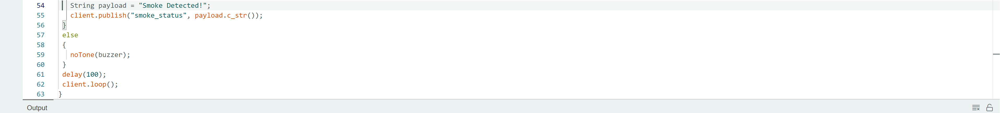 54 String payload = "Smoke Detected!";
55 client.publish("smoke_status", payload.c_str());
56 }
57 else
58 {
59 noTone(buzzer);
60 }
61 delay(100);
62 client.loop();
63 }
Output